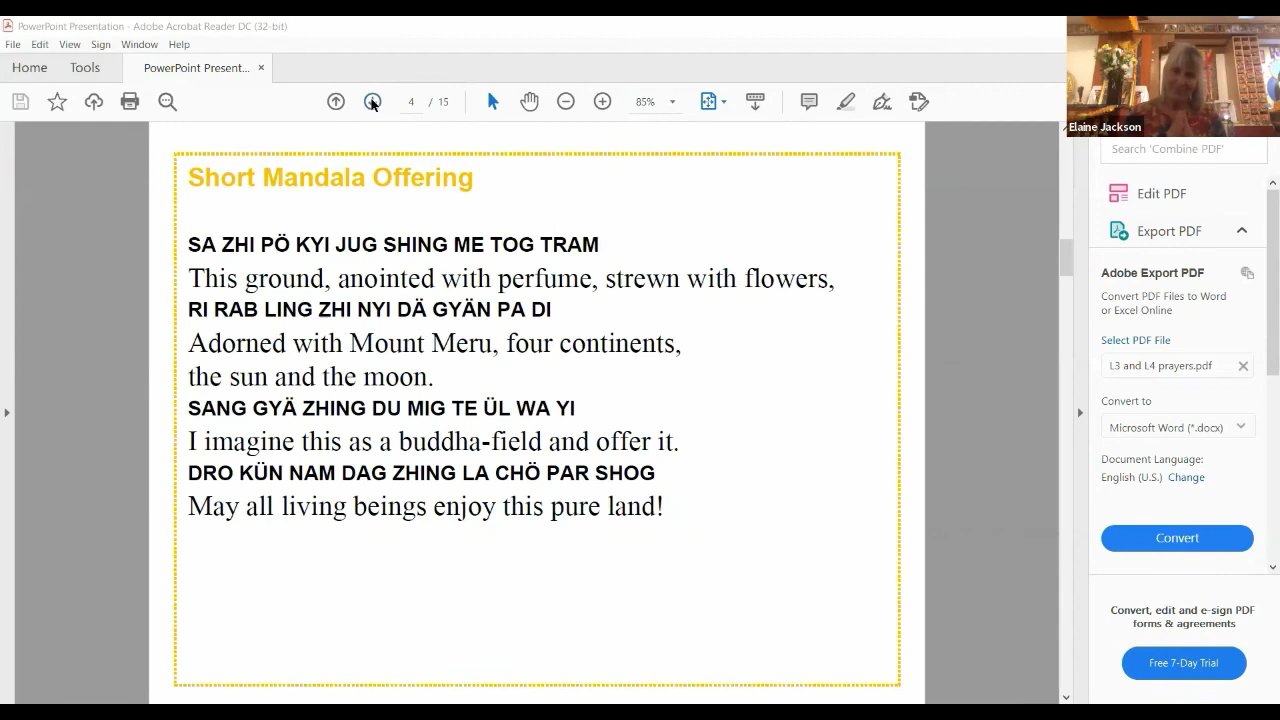 PowerPoint Presentation - Adobe Acrobat Reader DC (32-bit)
File Edit View Sign Window Help
Home Tools PowerPoint Present... ×
4 / 15 85%
Elaine Jackson
Search 'Combine PDF'
Short Mandala Offering
SA ZHI PÖ KYI JUG SHING ME TOG TRAM
This ground, anointed with perfume, strewn with flowers,
RI RAB LING ZHI NYI DÄ GYÄN PA DI
Adorned with Mount Meru, four continents,
the sun and the moon.
SANG GYÄ ZHING DU MIG TE ÜL WA YI
I imagine this as a buddha-field and offer it.
DRO KÜN NAM DAG ZHING LA CHÖ PAR SHOG
May all living beings enjoy this pure land!
Edit PDF
Export PDF
Adobe Export PDF
Convert PDF Files to Word
or Excel Online
Select PDF File
L3 and L4 prayers.pdf
Convert to
Microsoft Word (*.docx)
Document Language:
English (U.S.) Change
Convert
Convert, edit and e-sign PDF
forms & agreements
Free 7-Day Trial